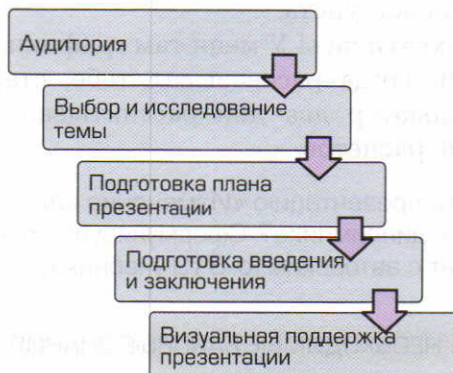 Аудитория
Выбор и исследование
темы
Подготовка плана
презентации
Подготовка введения
и заключения
Визуальная поддержка
презентации